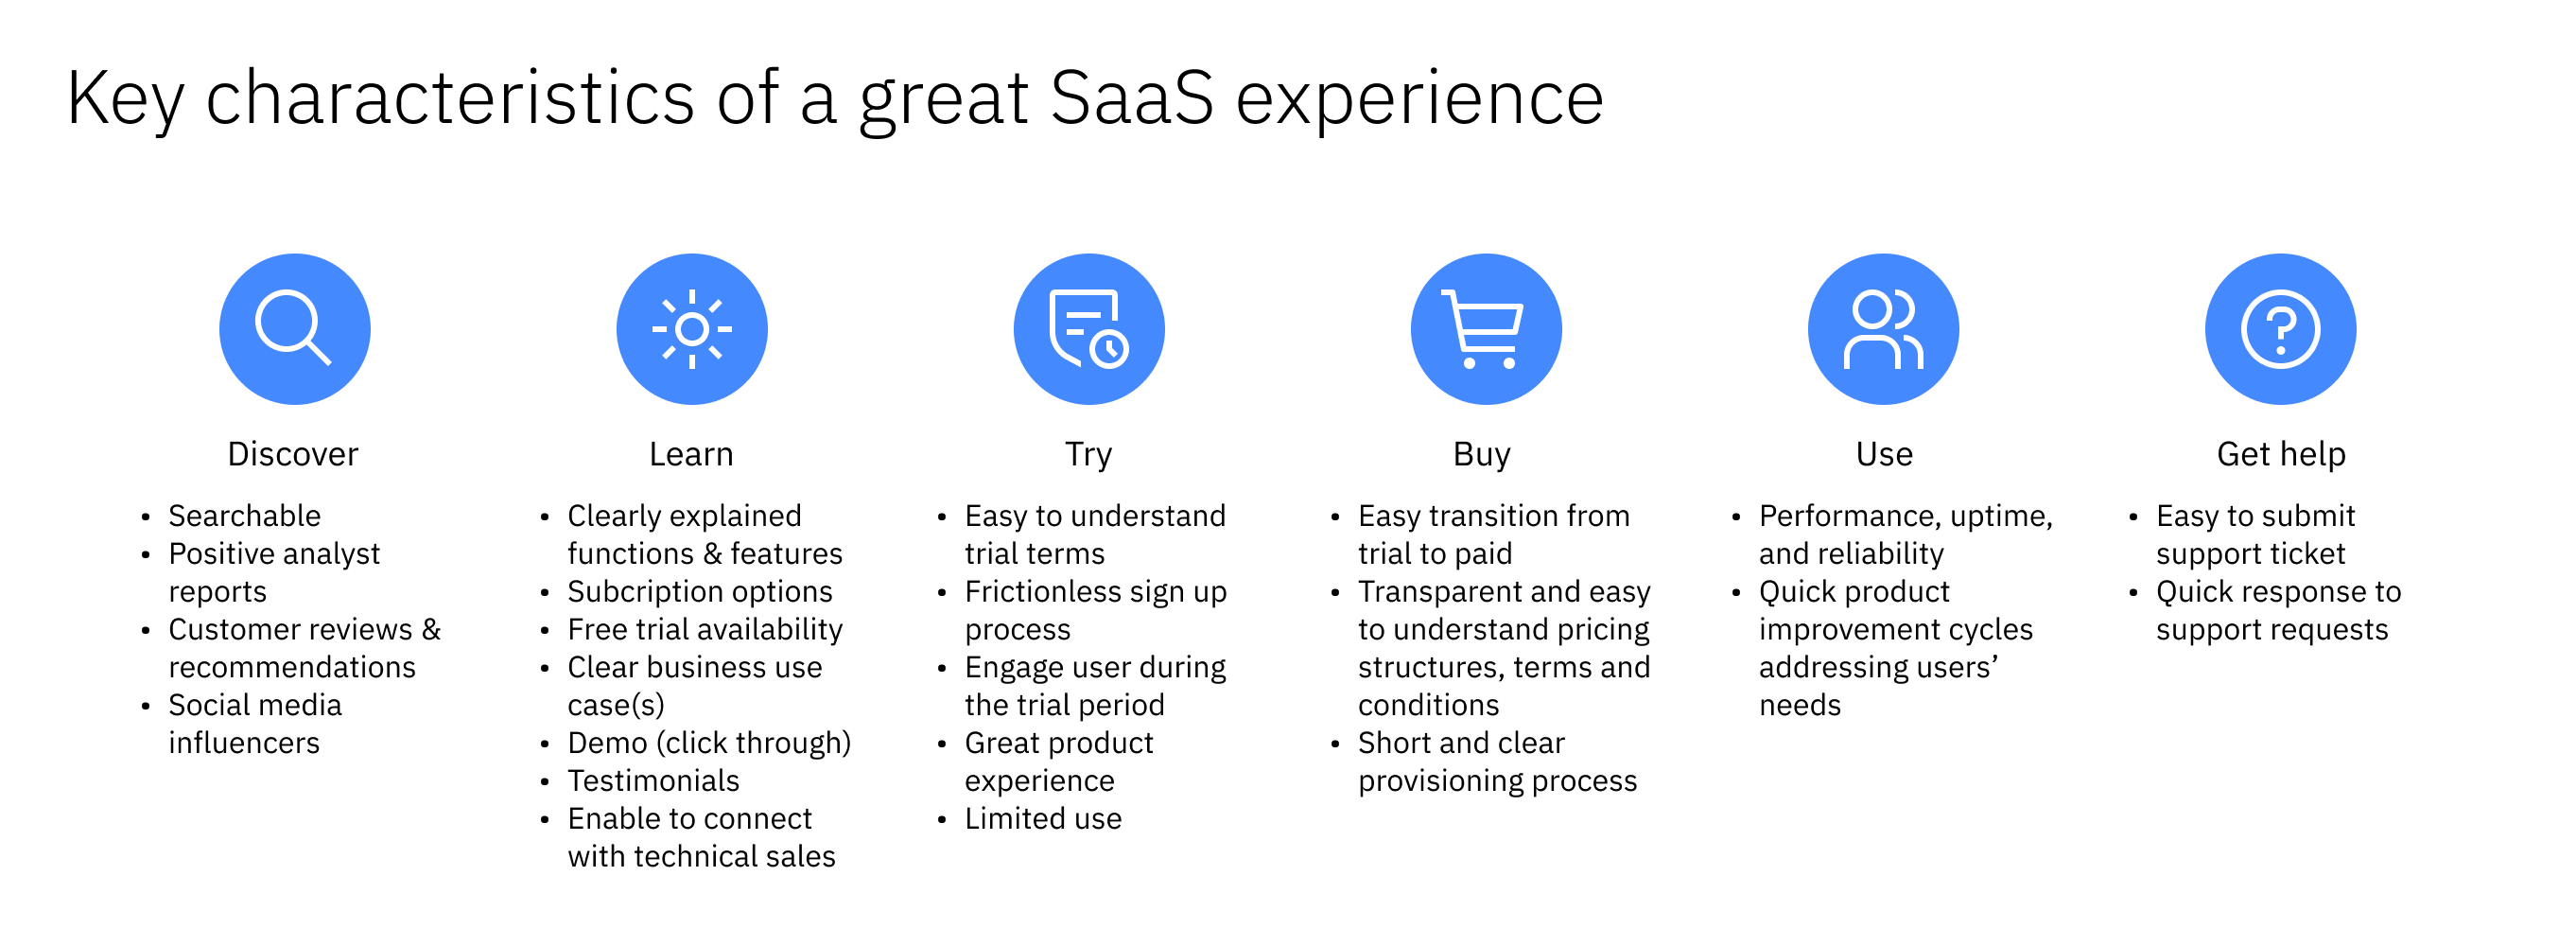 Key characteristics of a great SaaS experience
Discover
• Searchable
• Positive analyst
reports
• Customer reviews &
recommendations
• Social media
influencers
Learn
• Clearly explained
functions & features
• Subcription options
• Free trial availability
• Clear business use
case(s)
• Demo (click through)
• Testimonials
• Enable to connect
with technical sales
Try
• Easy to understand
trial terms
• Frictionless sign up
process
• Engage user during
the trial period
• Great product
experience
• Limited use
Buy
• Easy transition from
trial to paid
• Transparent and easy
to understand pricing
structures, terms and
conditions
• Short and clear
provisioning process
Use
• Performance, uptime,
and reliability
• Quick product
improvement cycles
addressing users’
needs
Get help
• Easy to submit
support ticket
• Quick response to
support requests